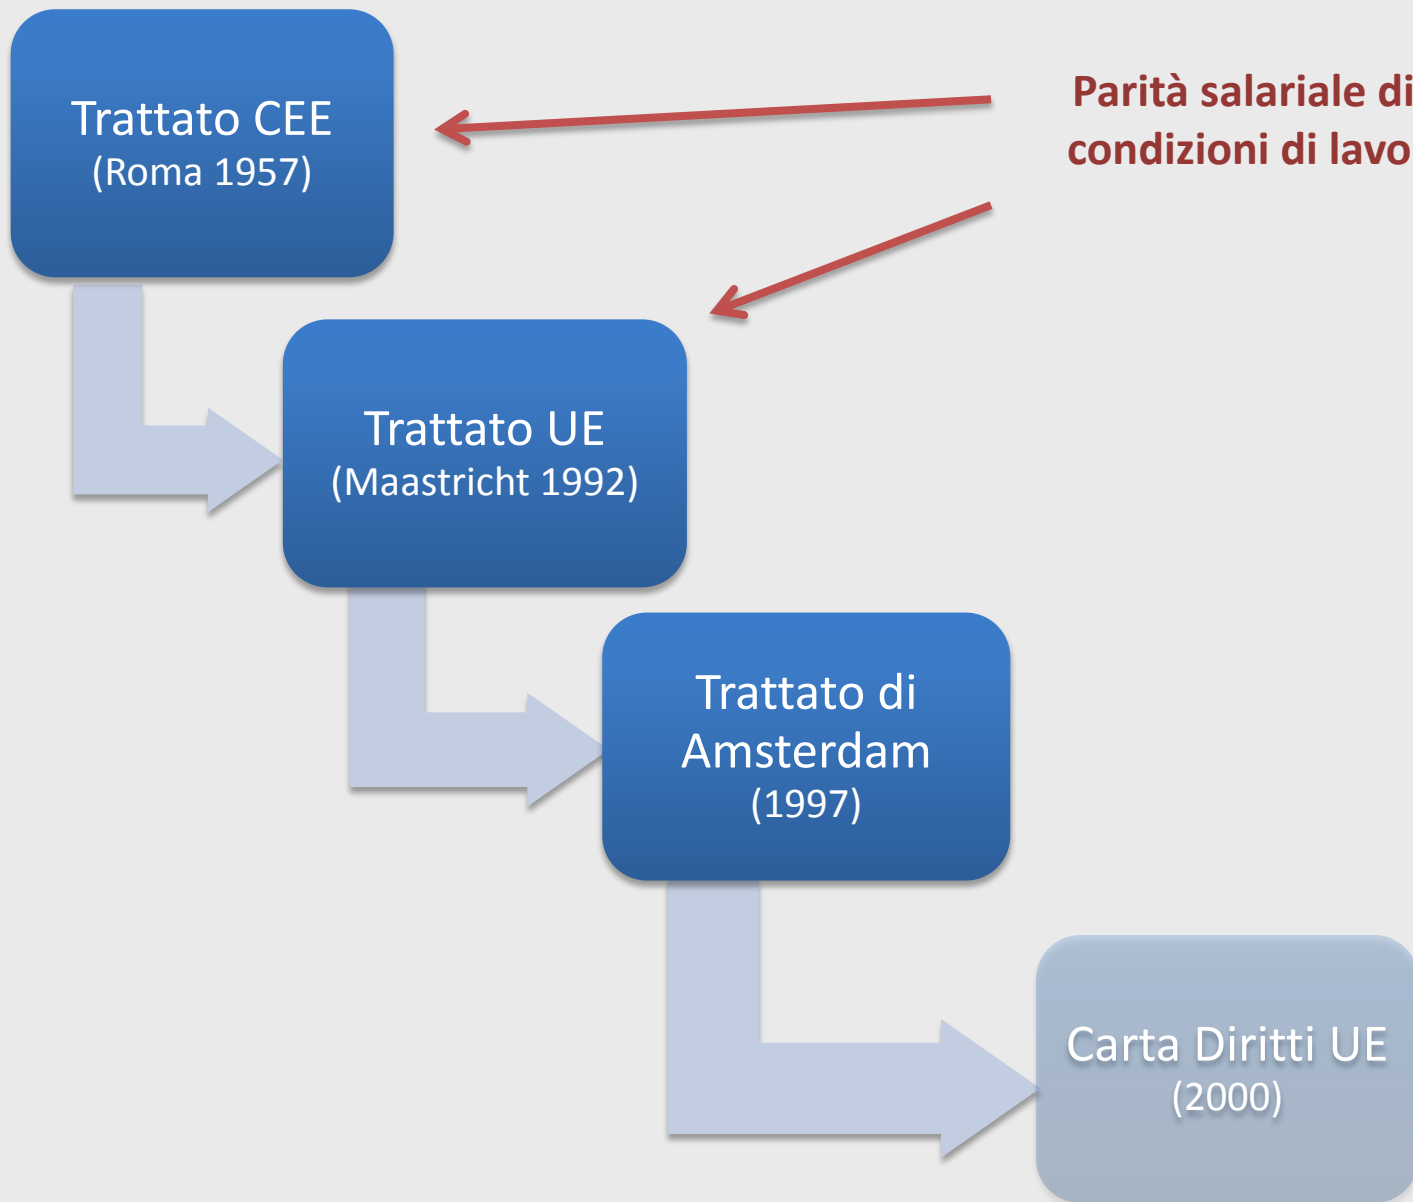 Trattato CEE
(Roma 1957)
Parità salariale di
condizioni di lavo
Trattato UE
(Maastricht 1992)
Trattato di
Amsterdam
(1997)
Carta Diritti UE
(2000)